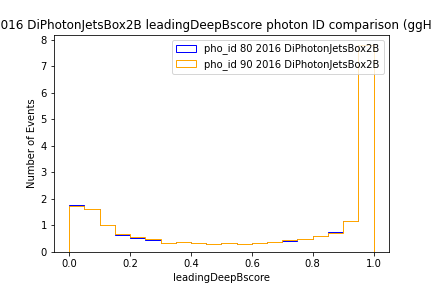 016 DiPhotonJetsBox2B leadingDeepBscore photon ID comparison (ggH
pho_id 80 2016 DiPhotonJetsBox2B
pho_id 90 2016 DiPhotonJetsBox2B
Number of Events
8
7
6
5
4
3
2
1
0
0.0 0.2 0.4 0.6 0.8 1.0
leadingDeepBscore